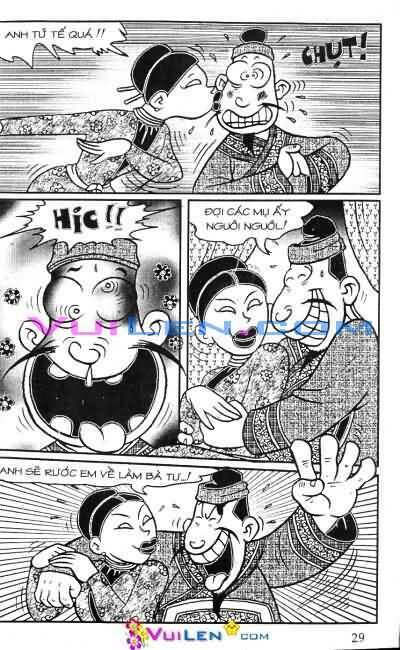 ANH TỬ TẾ QUÁ!!
CHỤT!
HỊC!!
ĐỢI CÁC MỤ ẤY
NGUÔI NGUÔI..!
VUILEN.COM
ANH SẼ RƯỚC EM VỀ LÀM BÀ TƯ..!
VUILEN.COM
29